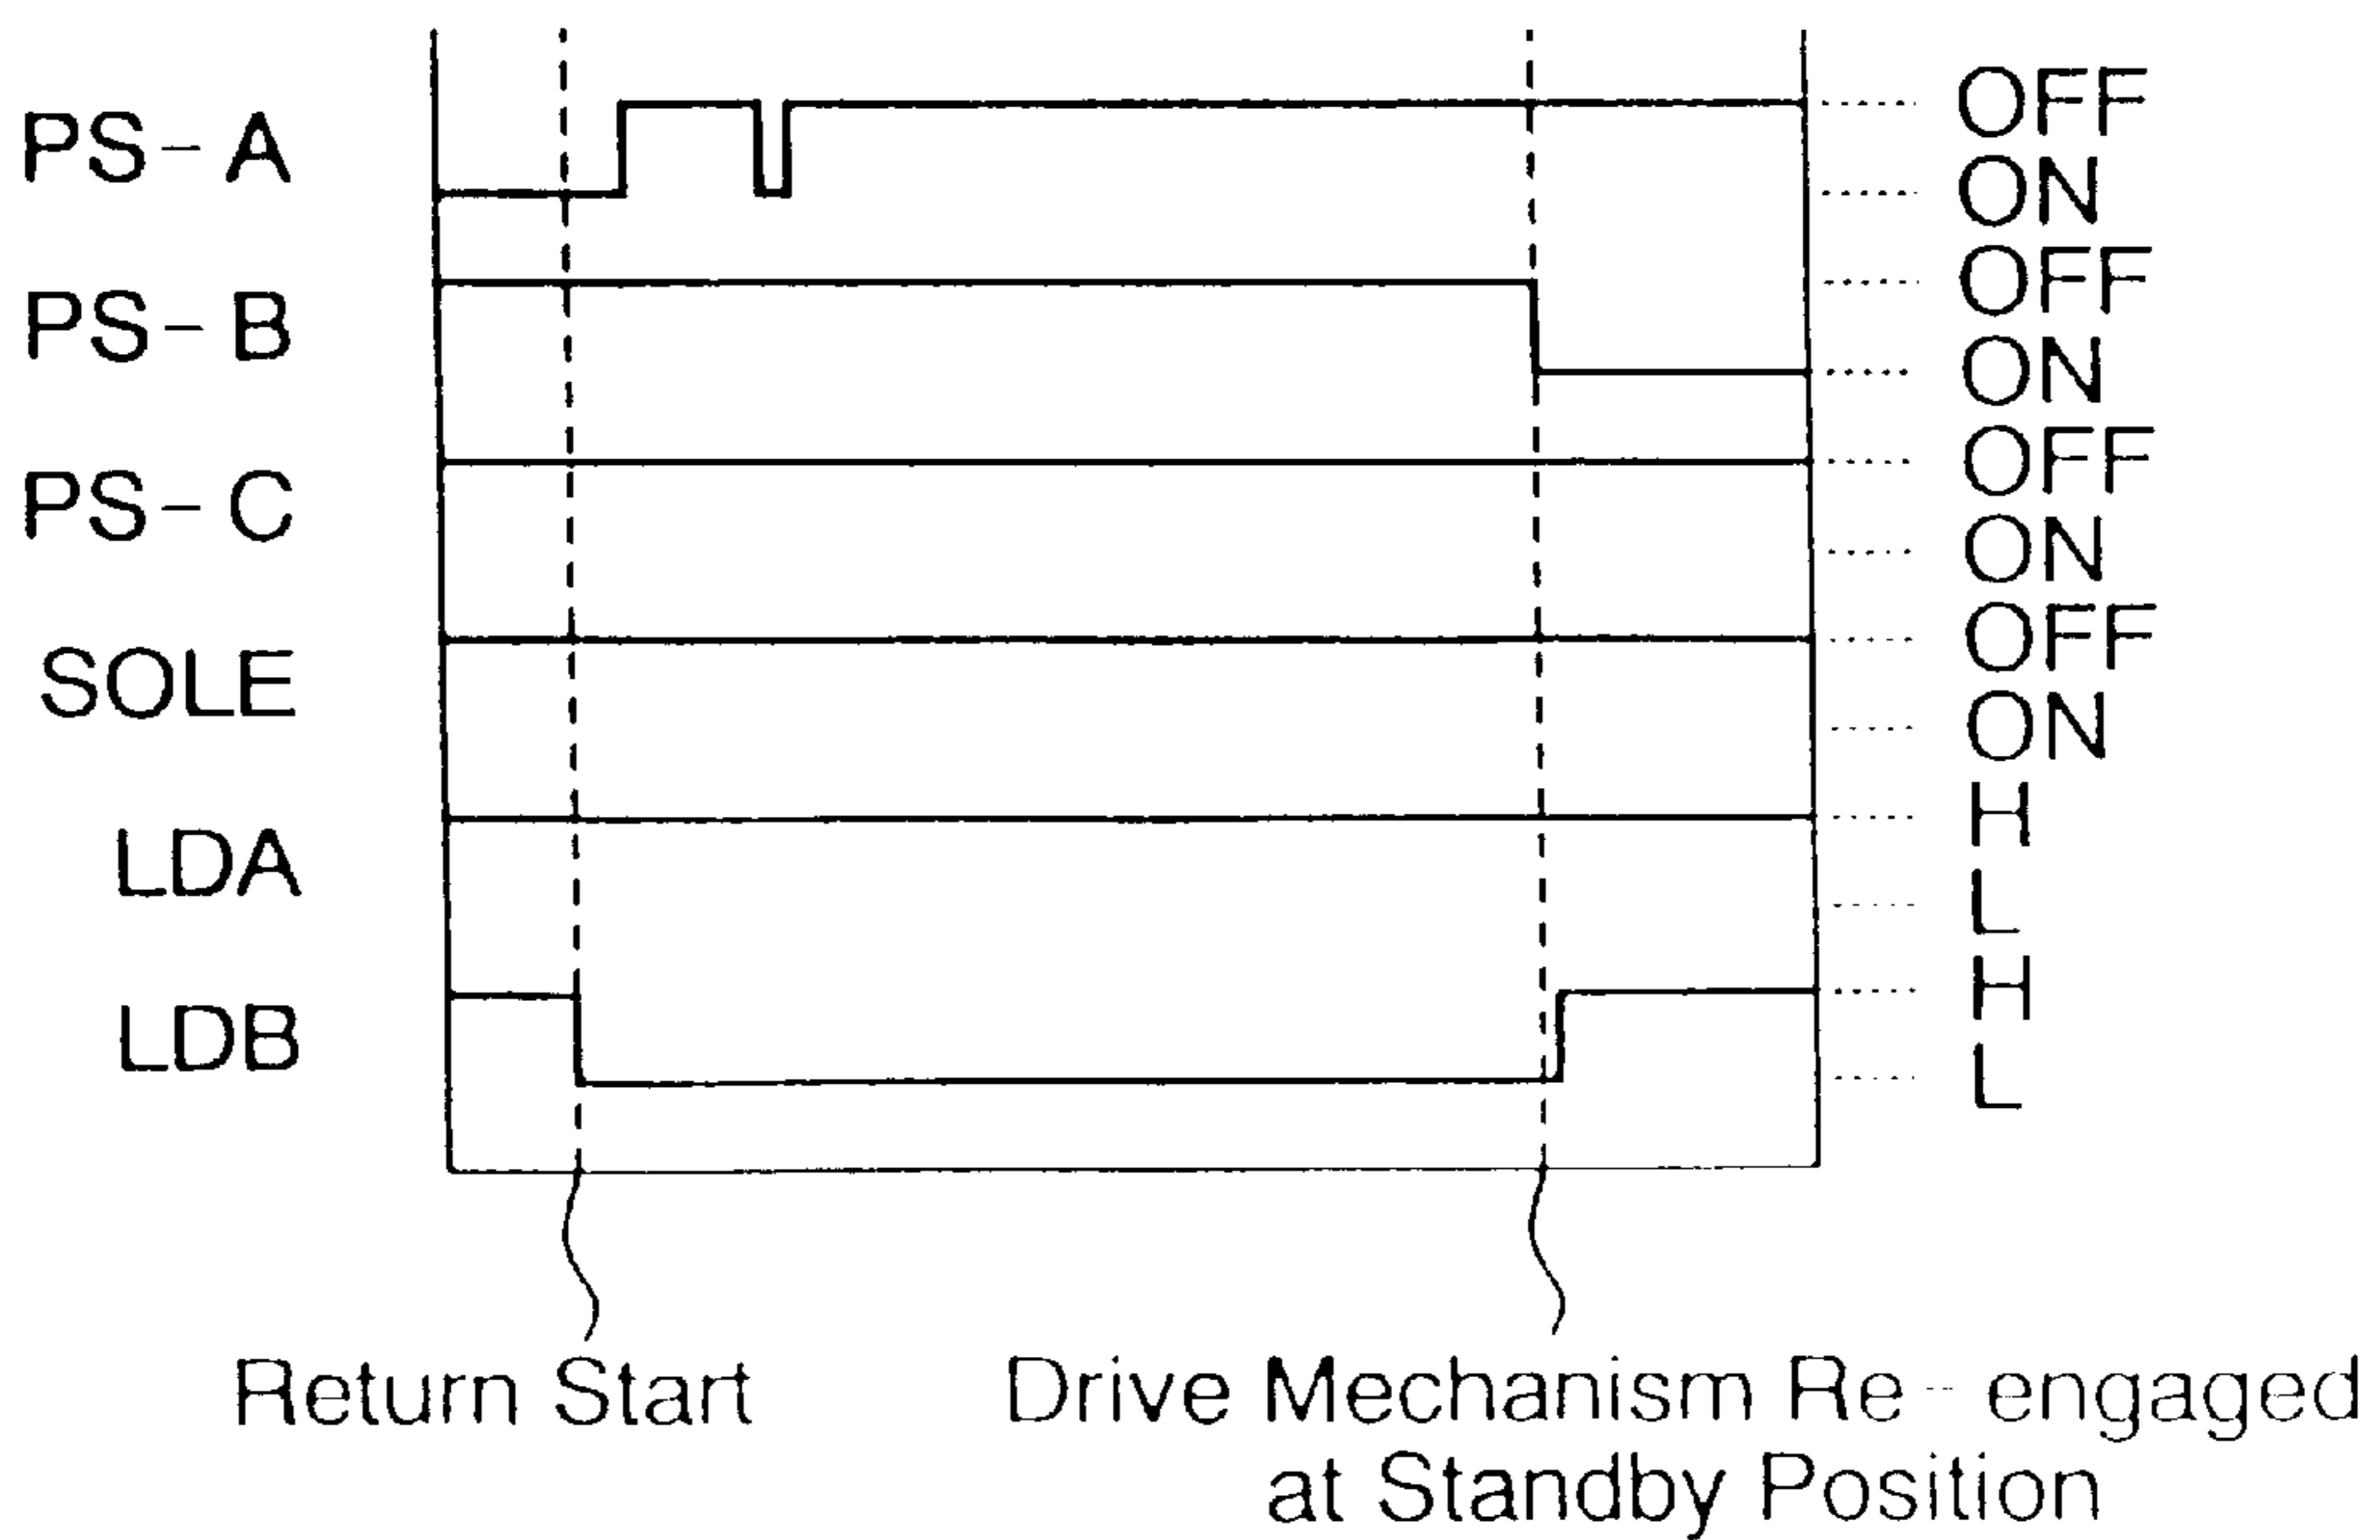 PS-A
OFF
ON
PS-B
OFF
ON
PS-C
OFF
ON
SOLE
OFF
ON
LDA
H
L
LDB
H
L
Return Start
Drive Mechanism Re-engaged
at Standby Position